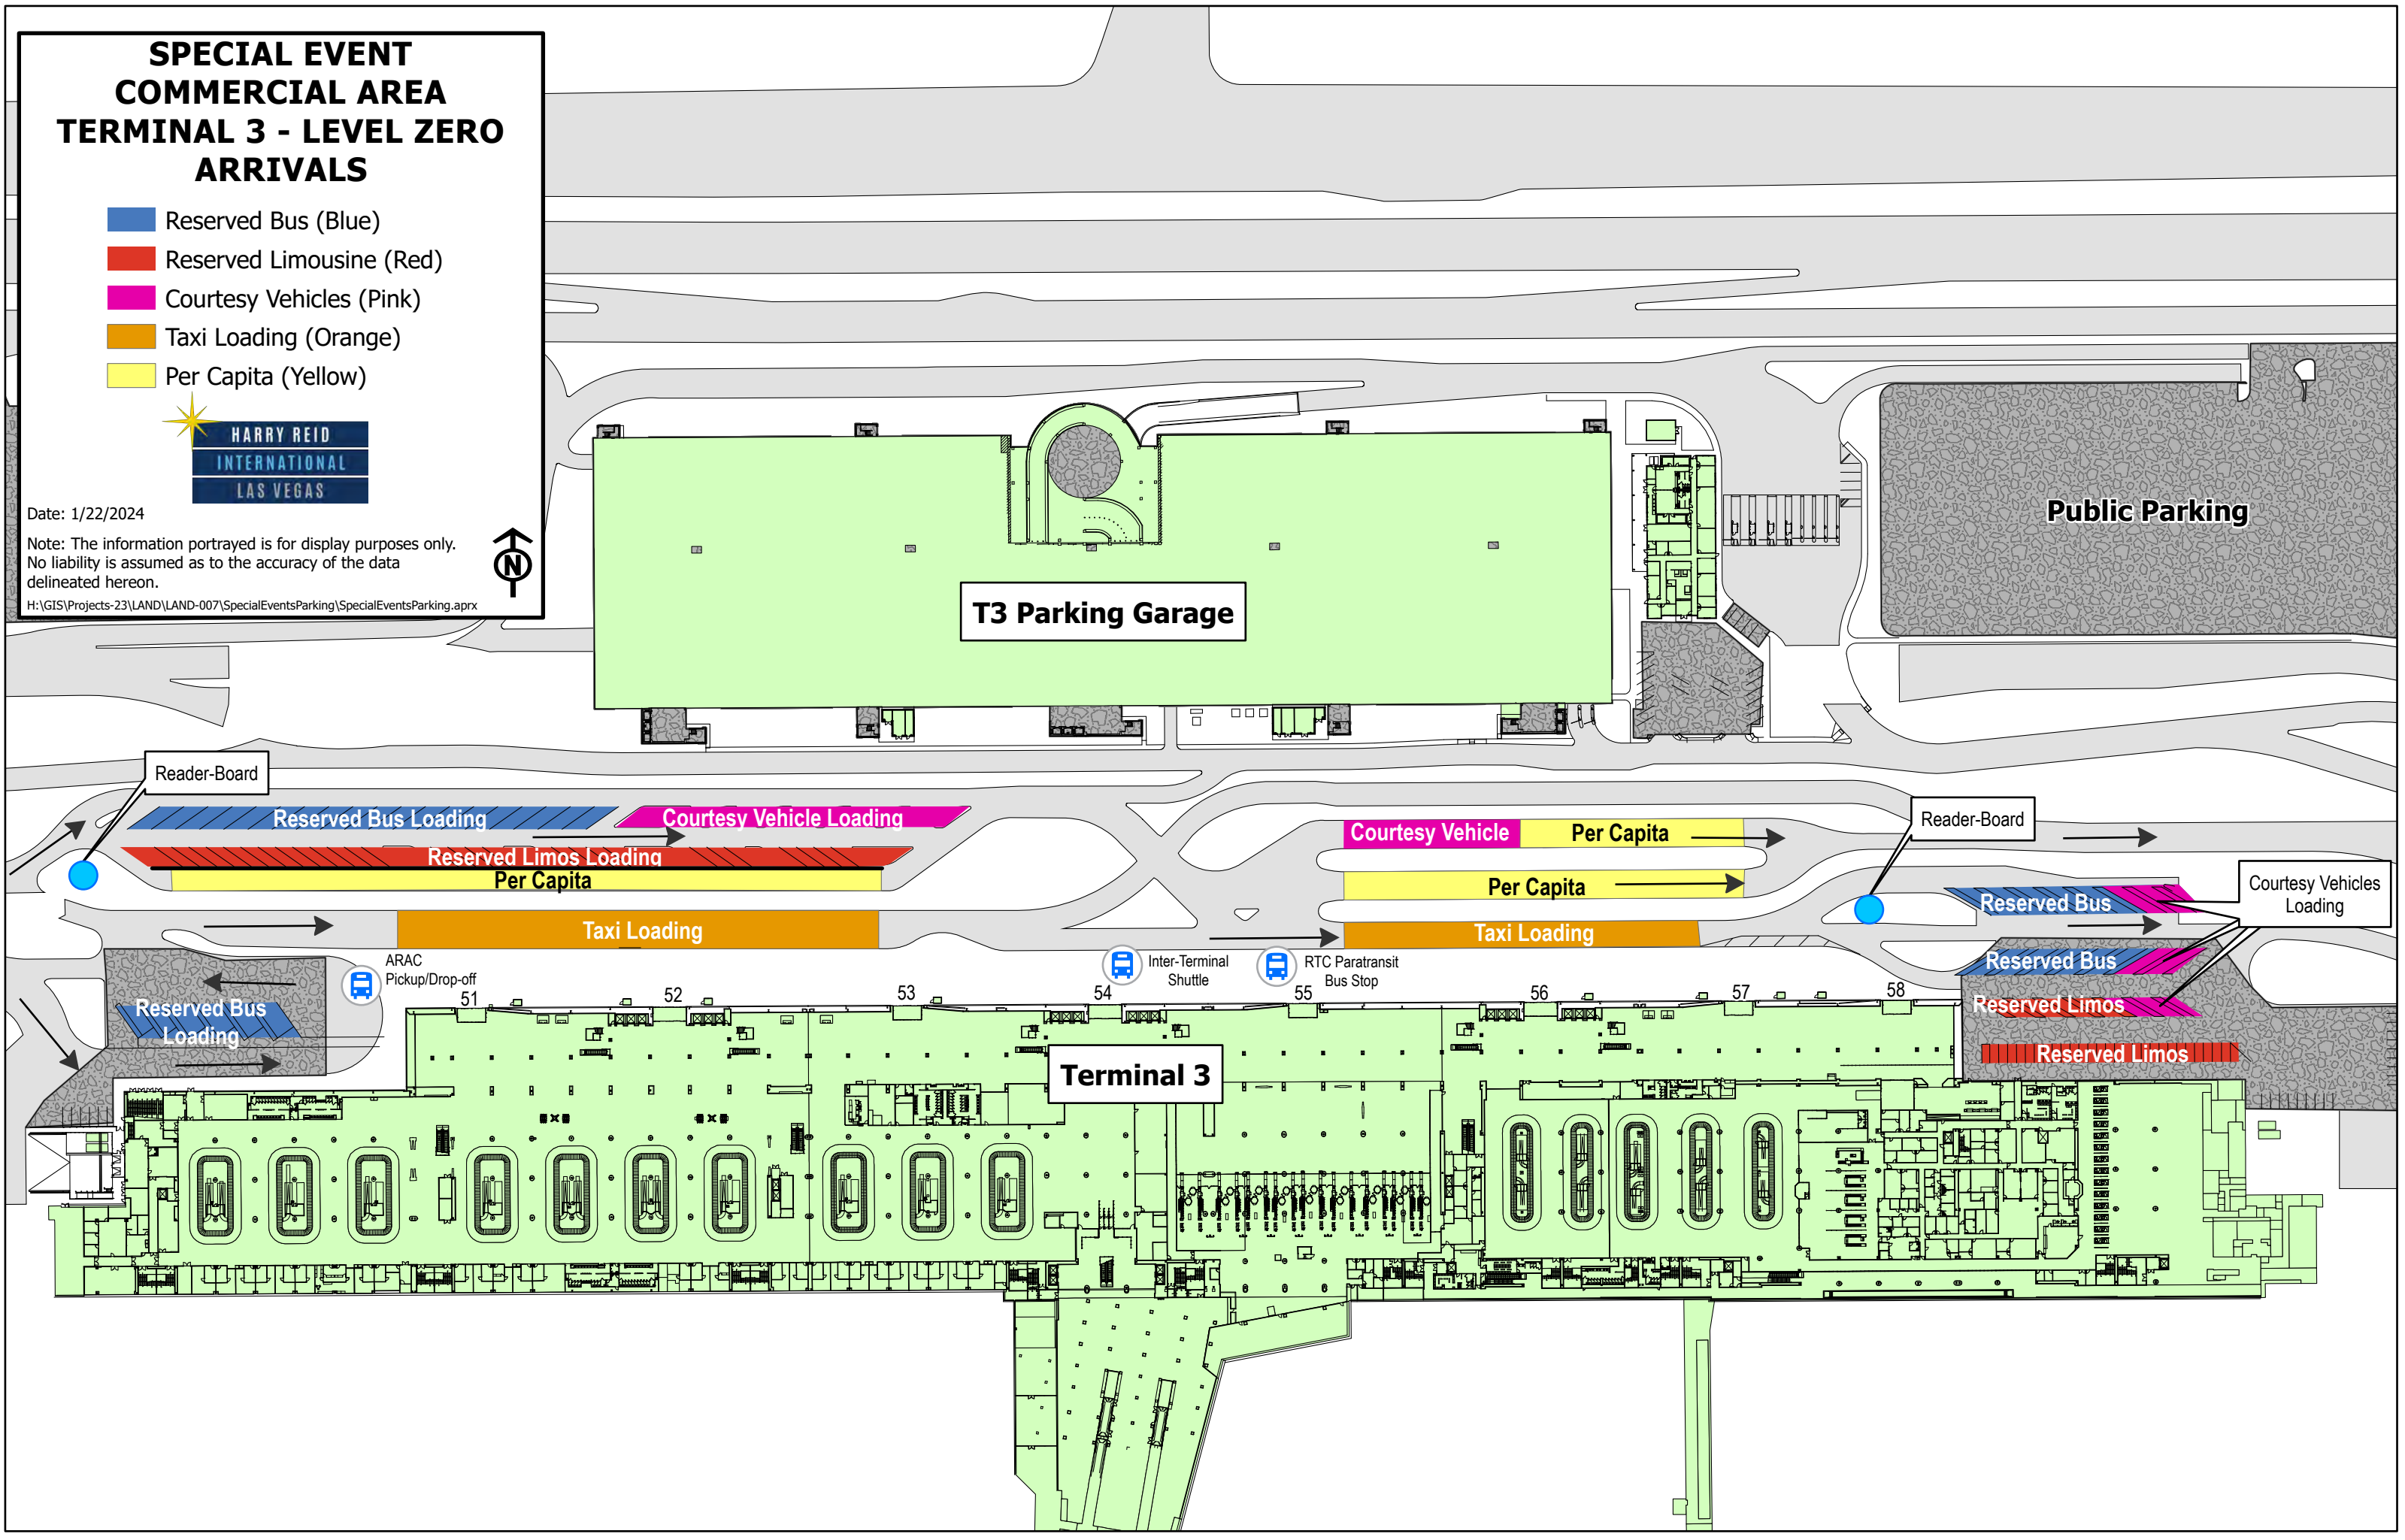 SPECIAL EVENT
COMMERCIAL AREA
TERMINAL 3 - LEVEL ZERO
ARRIVALS
Reserved Bus (Blue)
Reserved Limousine (Red)
Courtesy Vehicles (Pink)
Taxi Loading (Orange)
Per Capita (Yellow)
HARRY REID
INTERNATIONAL
LAS VEGAS
Date: 1/22/2024
Note: The information portrayed is for display purposes only.
No liability is assumed as to the accuracy of the data
delineated hereon.
N
H:\GIS\Projects-23\LAND\LAND-007\SpecialEventsParking\SpecialEventsParking.aprx
Public Parking
T3 Parking Garage
Reader-Board
Reserved Bus Loading
Courtesy Vehicle Loading
Reserved Limos Loading
Per Capita
Taxi Loading
Courtesy Vehicle
Per Capita
Per Capita
Taxi Loading
Reader-Board
Courtesy Vehicles
Loading
Reserved Bus
Reserved Bus
Reserved Limos
Reserved Limos
ARAC
Pickup/Drop-off
Inter-Terminal
Shuttle
RTC Paratransit
Bus Stop
Reserved Bus
Loading
51
52
53
54
55
56
57
58
Terminal 3